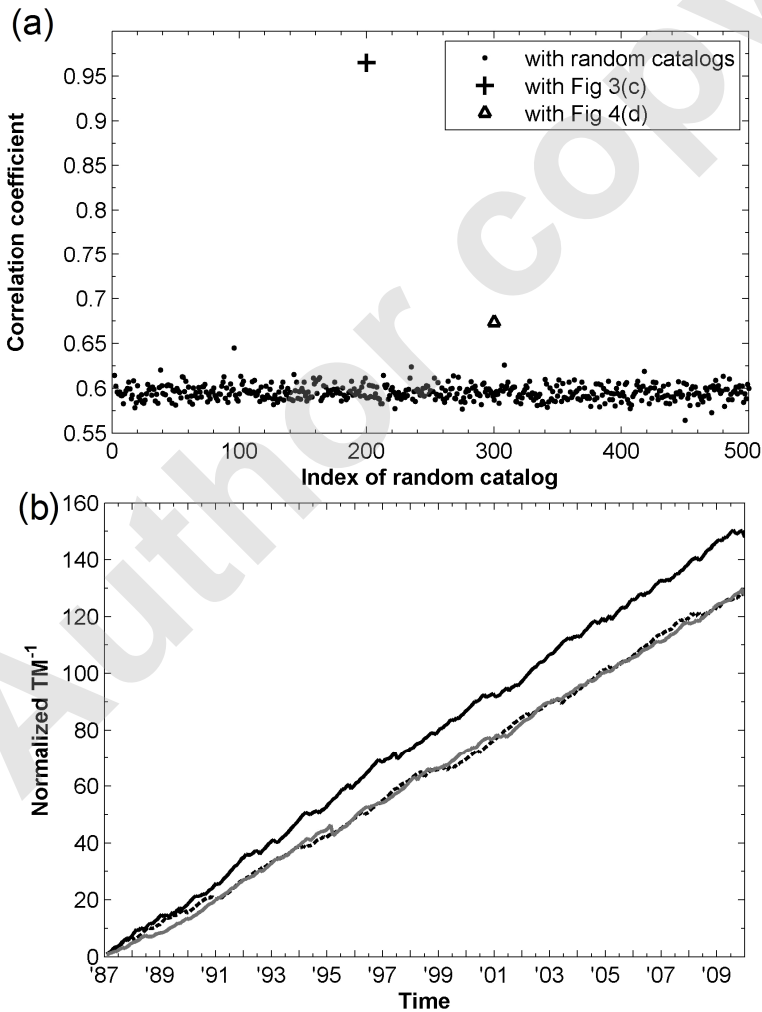 (a)
Correlation coefficient
0.95
0.9
0.85
0.8
0.75
0.7
0.65
0.6
0.55
with random catalogs
with Fig 3(c)
with Fig 4(d)
0 100 200 300 400 500
Index of random catalog
(b)
Normalized TM⁻¹
160
140
120
100
80
60
40
20
0
'87 '89 '91 '93 '95 '97 '99 '01 '03 '05 '07 '09
Time
Author copy